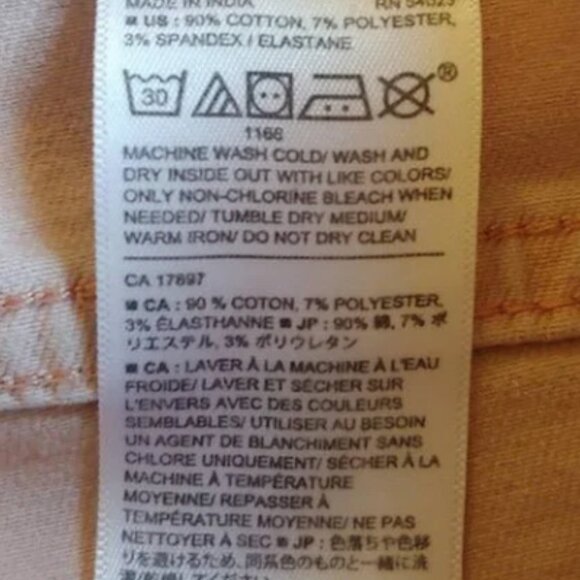 MADE IN INDIA RN 54023
US : 90% COTTON, 7% POLYESTER,
3% SPANDEX / ELASTANE
30 ®
1166
MACHINE WASH COLD/ WASH AND
DRY INSIDE OUT WITH LIKE COLORS/
ONLY NON-CHLORINE BLEACH WHEN
NEEDED/ TUMBLE DRY MEDIUM/
WARM IRON/ DO NOT DRY CLEAN
CA 17897
CA : 90 % COTON, 7% POLYESTER,
3% ÉLASTHANNE JP : 90% 綿, 7% ポ
リエステル, 3% ポリウレタン
CA : LAVER À LA MACHINE À L'EAU
FROIDE/ LAVER ET SÉCHER SUR
L'ENVERS AVEC DES COULEURS
SEMBLABLES/ UTILISER AU BESOIN
UN AGENT DE BLANCHIMENT SANS
CHLORE UNIQUEMENT/ SÉCHER À LA
MACHINE À TEMPÉRATURE
MOYENNE/ REPASSER À
TEMPÉRATURE MOYENNE/ NE PAS
NETTOYER À SEC JP : 色落ちや色移
りを避けるため、同系色のものと一緒に洗